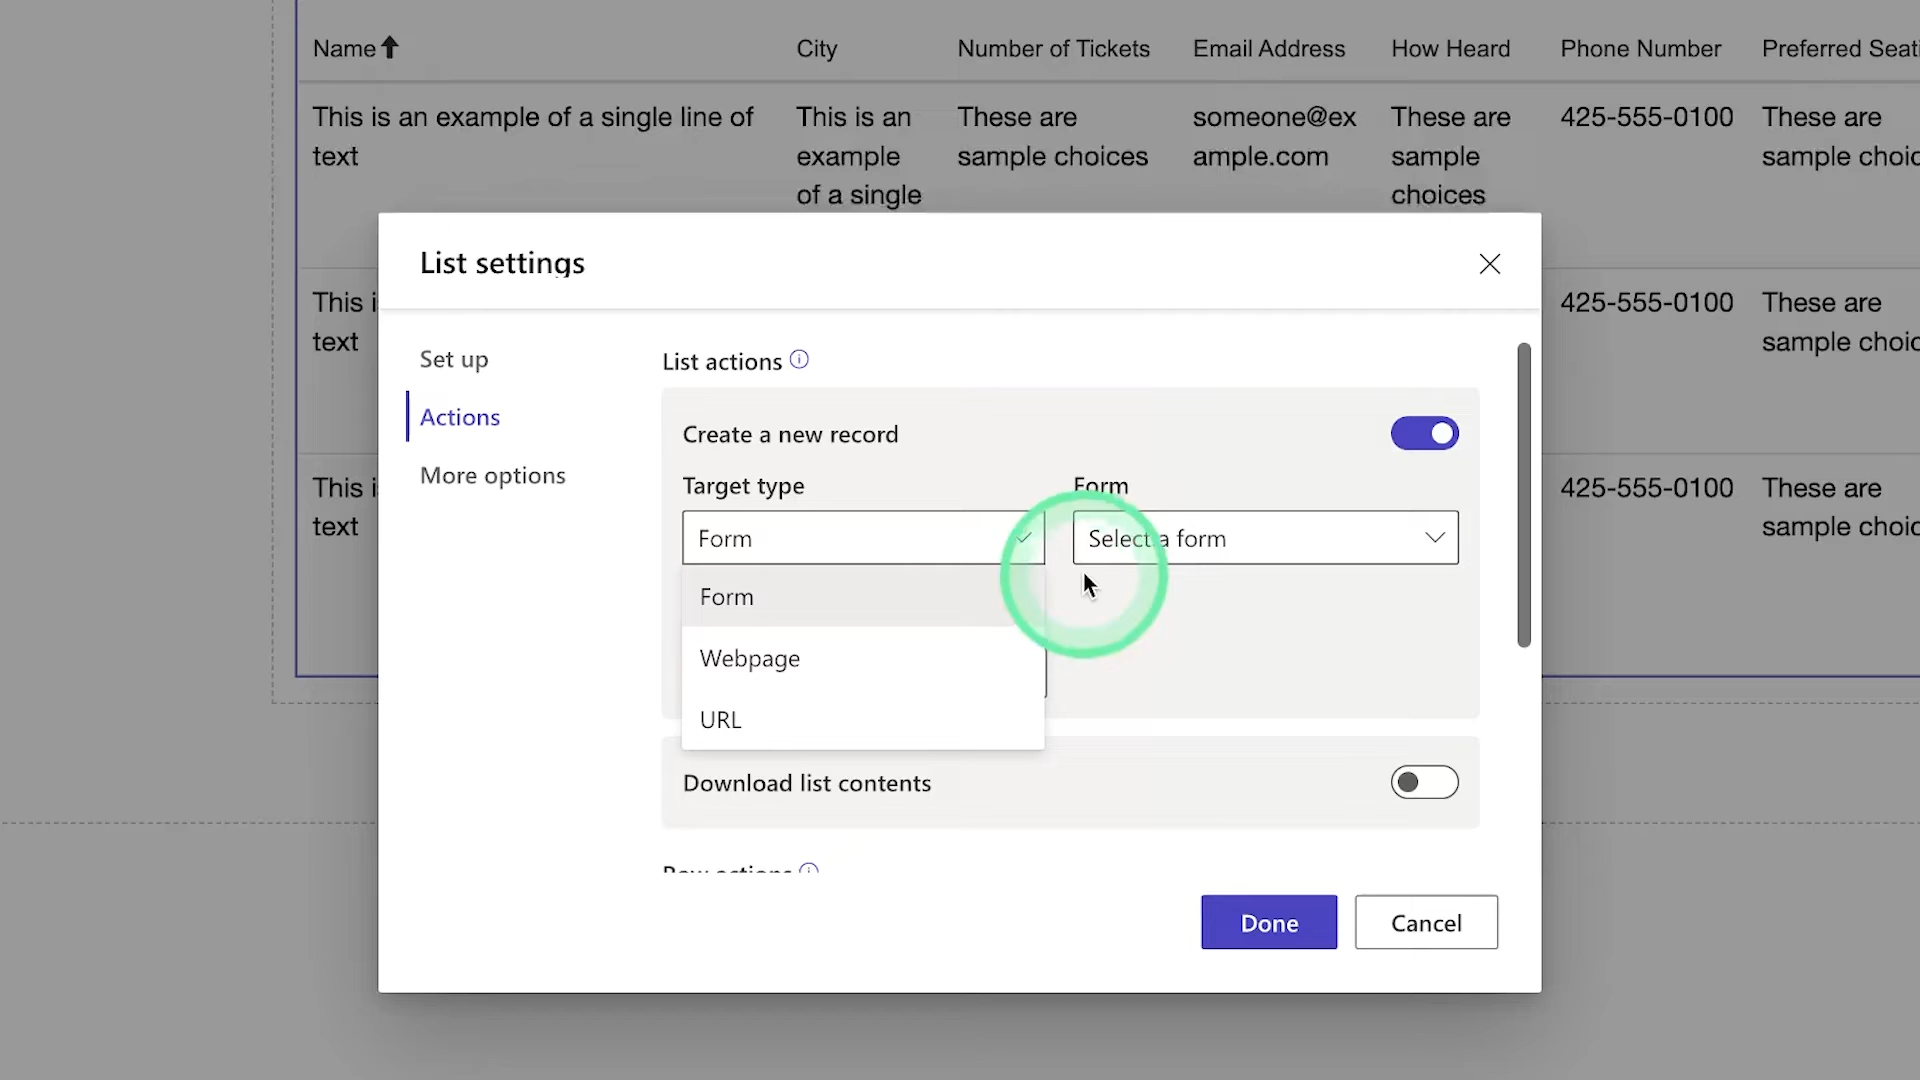 Name City Number of Tickets Email Address How Heard Phone Number Preferred Seati
This is an example of a single line of This is an These are someone@ex These are 425-555-0100 These are
text example sample choices ample.com sample sample choic
of a single choices
List settings
This i 425-555-0100 These are
text sample choic
Set up
Actions
More options
List actions
Create a new record
Target type Form
Form Select a form
Form
Webpage
URL
Download list contents
Row actions
This i 425-555-0100 These are
text sample choic
Done Cancel